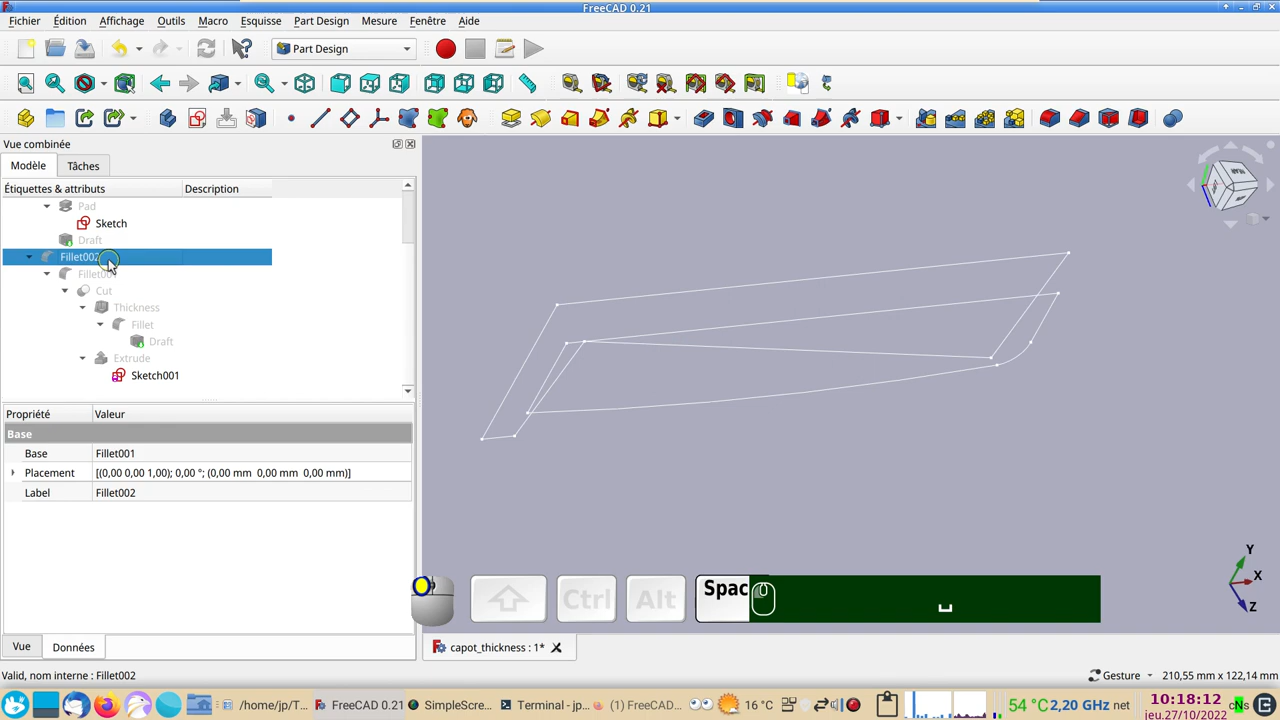 FreeCAD 0.21
Fichier Édition Affichage Outils Macro Esquisse Part Design Mesure Fenêtre Aide
Part Design
Vue combinée
Modèle Tâches
Étiquettes & attributs Description
Pad
Sketch
Draft
Fillet002
Fillet001
Cut
Thickness
Fillet
Draft
Extrude
Sketch001
Propriété Valeur
Base
Base Fillet001
Placement [(0,00 0,00 1,00); 0,00 °; (0,00 mm 0,00 mm 0,00 mm)]
Label Fillet002
Y
X
Z
Ctrl Alt Spac ␣
Vue Données
capot_thickness : 1*
Valid, nom interne : Fillet002
Gesture 210,55 mm x 122,14 mm
/home/jp/T... FreeCAD 0.21 SimpleScre... Terminal - jp... (1) [FreeCA... 16 °C 54 °C 2,20 GHz net 10:18:12 cNs
jeu.27/10/2022